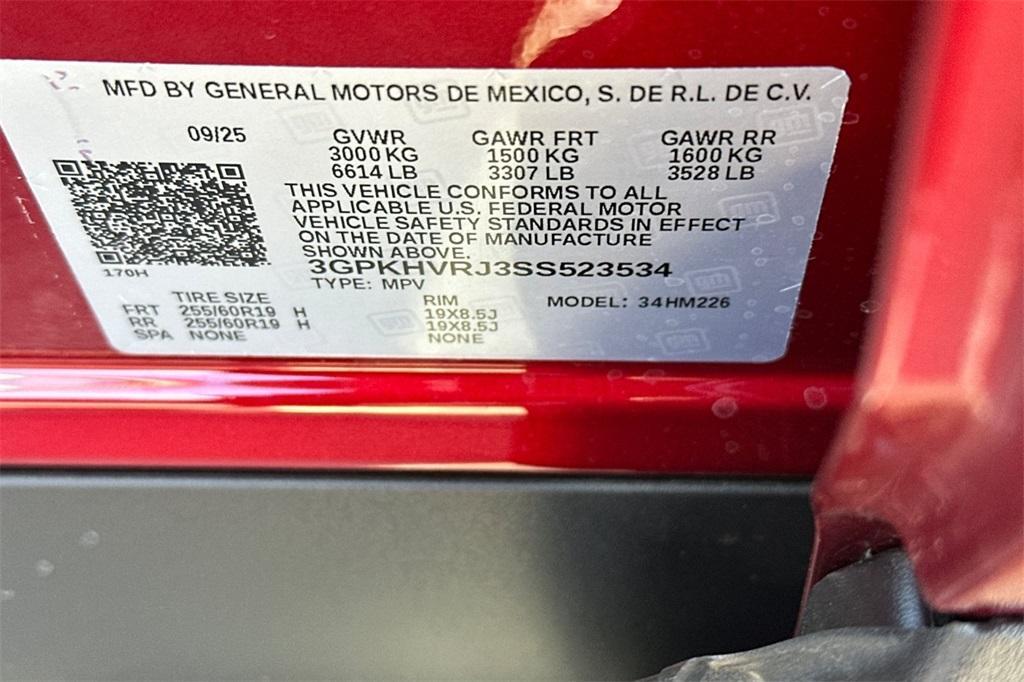 MFD BY GENERAL MOTORS DE MEXICO, S. DE R.L. DE C.V.
09/25 GVWR GAWR FRT GAWR RR
3000 KG 1500 KG 1600 KG
6614 LB 3307 LB 3528 LB
THIS VEHICLE CONFORMS TO ALL
APPLICABLE U.S. FEDERAL MOTOR
VEHICLE SAFETY STANDARDS IN EFFECT
ON THE DATE OF MANUFACTURE
SHOWN ABOVE.
170H 3GPKHVRJ3SS523534
TYPE: MPV
TIRE SIZE RIM MODEL: 34HM226
FRT 255/60R19 H 19X8.5J
RR 255/60R19 H 19X8.5J
SPA NONE NONE